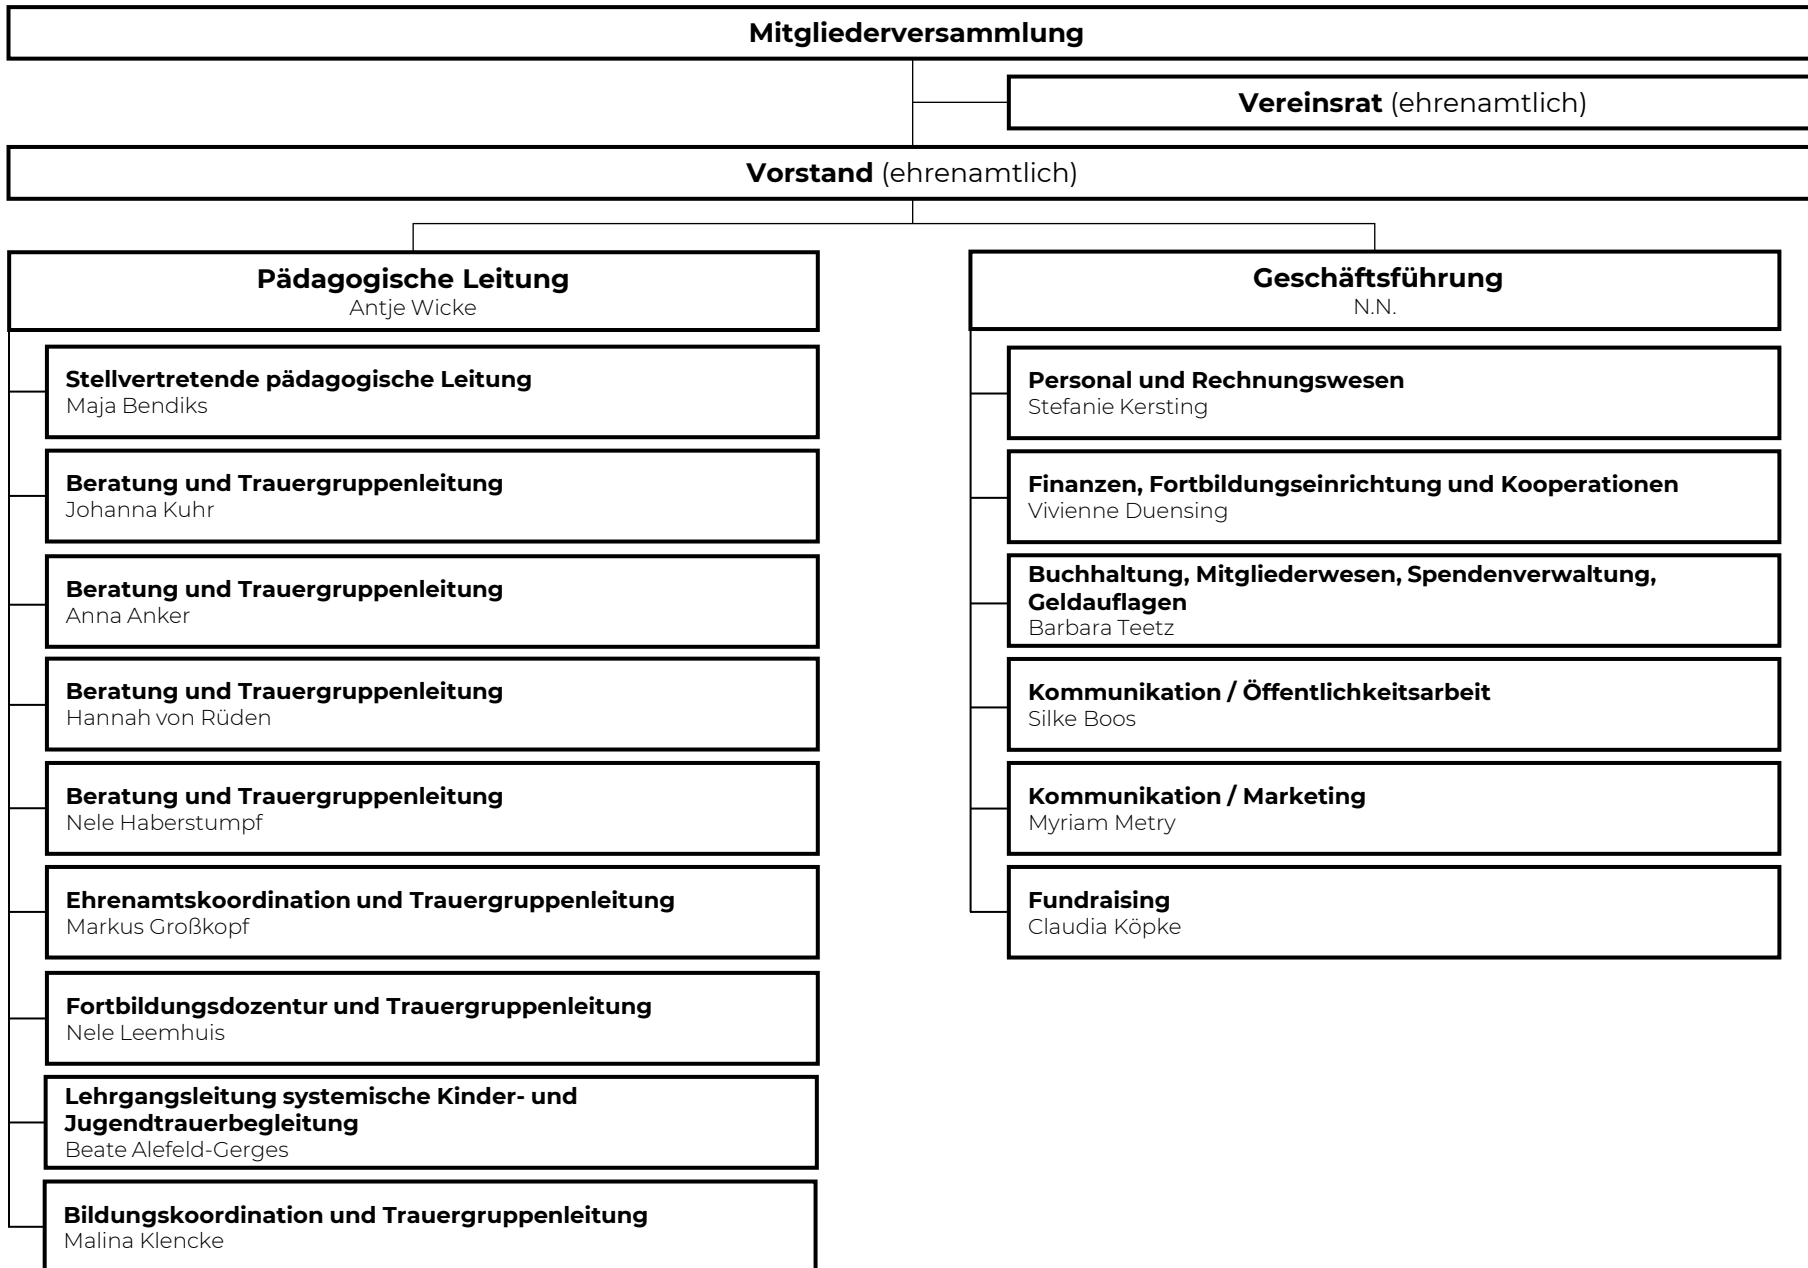 Mitgliederversammlung
Vereinsrat (ehrenamtlich)
Vorstand (ehrenamtlich)
Pädagogische Leitung
Antje Wicke
Stellvertretende pädagogische Leitung
Maja Bendiks
Beratung und Trauergruppenleitung
Johanna Kuhr
Beratung und Trauergruppenleitung
Anna Anker
Beratung und Trauergruppenleitung
Hannah von Rüden
Beratung und Trauergruppenleitung
Nele Haberstumpf
Ehrenamtskoordination und Trauergruppenleitung
Markus Großkopf
Fortbildungsdozentur und Trauergruppenleitung
Nele Leemhuis
Lehrgangsleitung systemische Kinder- und
Jugendtrauerbegleitung
Beate Alefeld-Gerges
Bildungskoordination und Trauergruppenleitung
Malina Klencke
Geschäftsführung
N.N.
Personal und Rechnungswesen
Stefanie Kersting
Finanzen, Fortbildungseinrichtung und Kooperationen
Vivienne Duensing
Buchhaltung, Mitgliederwesen, Spendenverwaltung,
Geldauflagen
Barbara Teetz
Kommunikation / Öffentlichkeitsarbeit
Silke Boos
Kommunikation / Marketing
Myriam Metry
Fundraising
Claudia Köpke